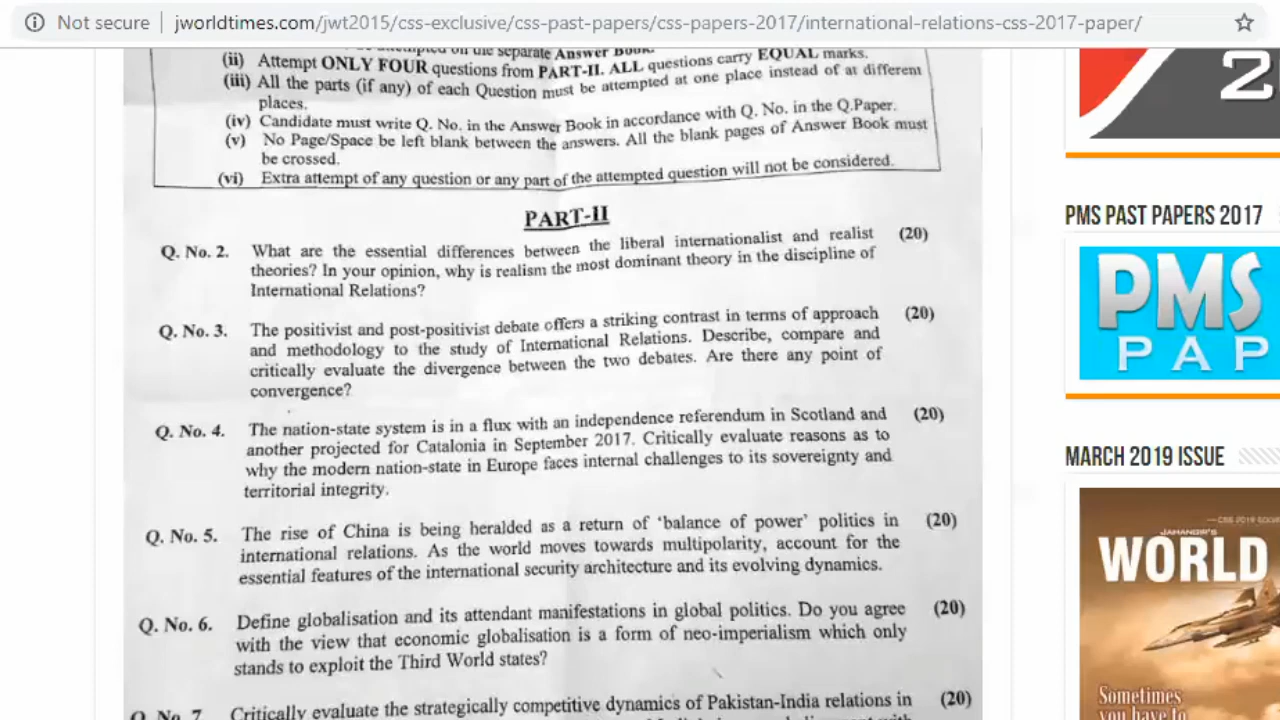 Not secure | jworldtimes.com/jwt2015/css-exclusive/css-past-papers/css-papers-2017/international-relations-css-2017-paper/
on the separate Answer Book.
(ii) Attempt ONLY FOUR questions from PART-II. ALL questions carry EQUAL marks.
(iii) All the parts (if any) of each Question must be attempted at one place instead of at different
places.
(iv) Candidate must write Q. No. in the Answer Book in accordance with Q. No. in the Q.Paper.
(v) No Page/Space be left blank between the answers. All the blank pages of Answer Book must
be crossed.
(vi) Extra attempt of any question or any part of the attempted question will not be considered.
PART-II
Q. No. 2. What are the essential differences between the liberal internationalist and realist (20)
theories? In your opinion, why is realism the most dominant theory in the discipline of
International Relations?
Q. No. 3. The positivist and post-positivist debate offers a striking contrast in terms of approach (20)
and methodology to the study of International Relations. Describe, compare and
critically evaluate the divergence between the two debates. Are there any point of
convergence?
Q. No. 4. The nation-state system is in a flux with an independence referendum in Scotland and (20)
another projected for Catalonia in September 2017. Critically evaluate reasons as to
why the modern nation-state in Europe faces internal challenges to its sovereignty and
territorial integrity.
Q. No. 5. The rise of China is being heralded as a return of 'balance of power' politics in (20)
international relations. As the world moves towards multipolarity, account for the
essential features of the international security architecture and its evolving dynamics.
Q. No. 6. Define globalisation and its attendant manifestations in global politics. Do you agree (20)
with the view that economic globalisation is a form of neo-imperialism which only
stands to exploit the Third World states?
Q. No. 7. Critically evaluate the strategically competitive dynamics of Pakistan-India relations in (20)
2
PMS PAST PAPERS 2017
PMS
PAP
MARCH 2019 ISSUE
JAHANGIR'S
WORLD
Sometimes
you have to